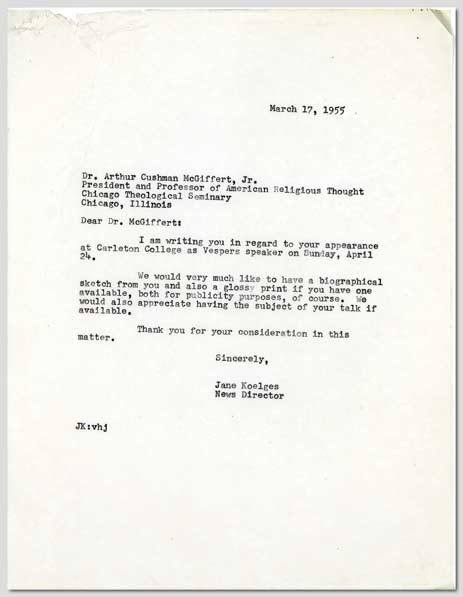 March 17, 1955
Dr. Arthur Cushman McGiffert, Jr.
President and Professor of American Religious Thought
Chicago Theological Seminary
Chicago, Illinois
Dear Dr. McGiffert:
I am writing you in regard to your appearance
at Carleton College as Vespers speaker on Sunday, April
24.
We would very much like to have a biographical
sketch from you and also a glossy print if you have one
available, both for publicity purposes, of course. We
would also appreciate having the subject of your talk if
available.
Thank you for your consideration in this
matter.
Sincerely,
Jane Koelges
News Director
JK:vhj